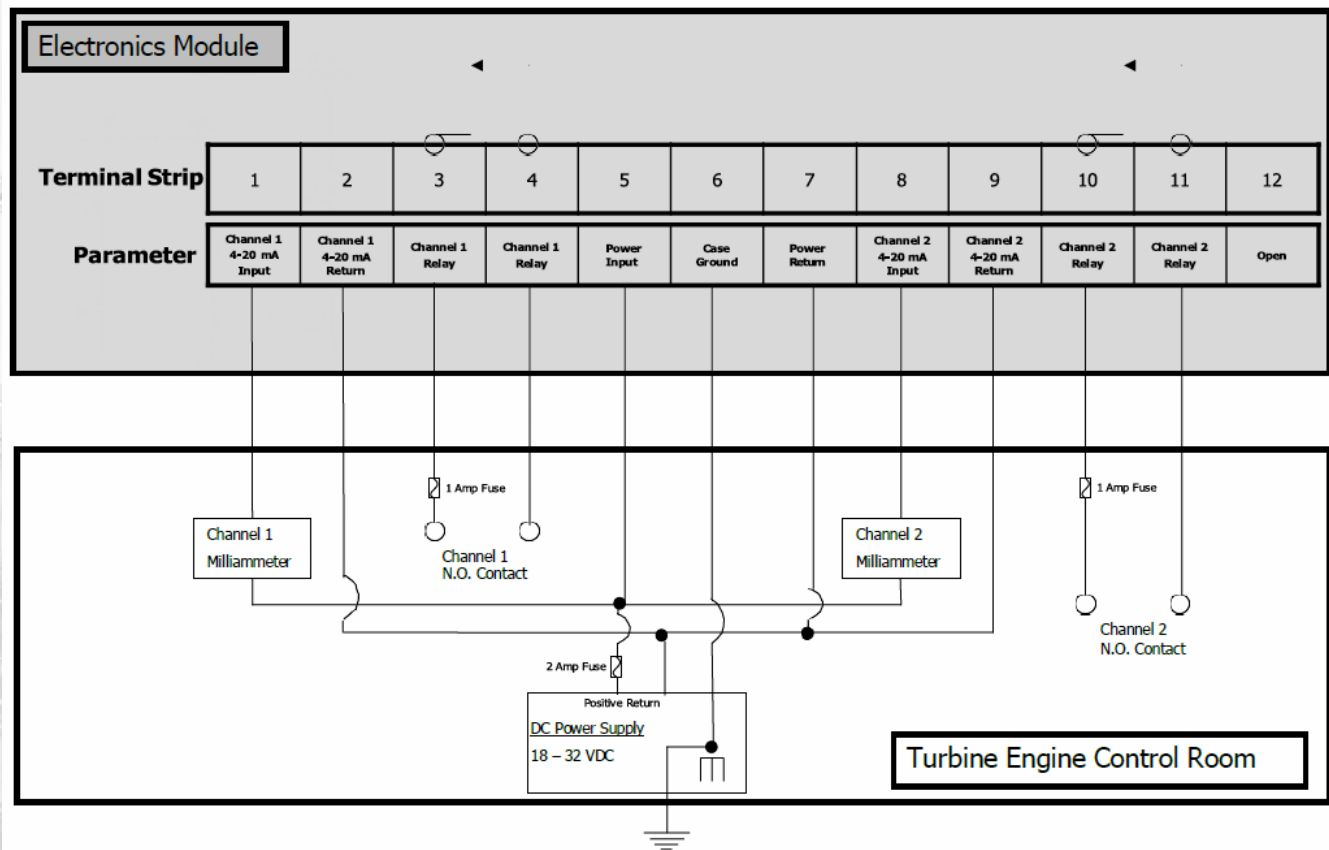 Electronics Module
Terminal Strip
1
2
3
4
5
6
7
8
9
10
11
12
Parameter
Channel 1
4-20 mA
Input
Channel 1
4-20 mA
Return
Channel 1
Relay
Channel 1
Relay
Power
Input
Case
Ground
Power
Return
Channel 2
4-20 mA
Input
Channel 2
4-20 mA
Return
Channel 2
Relay
Channel 2
Relay
Open
1 Amp Fuse
1 Amp Fuse
Channel 1
Milliammeter
Channel 1
N.O. Contact
Channel 2
Milliammeter
Channel 2
N.O. Contact
2 Amp Fuse
Positive Return
DC Power Supply
18 – 32 VDC
Turbine Engine Control Room